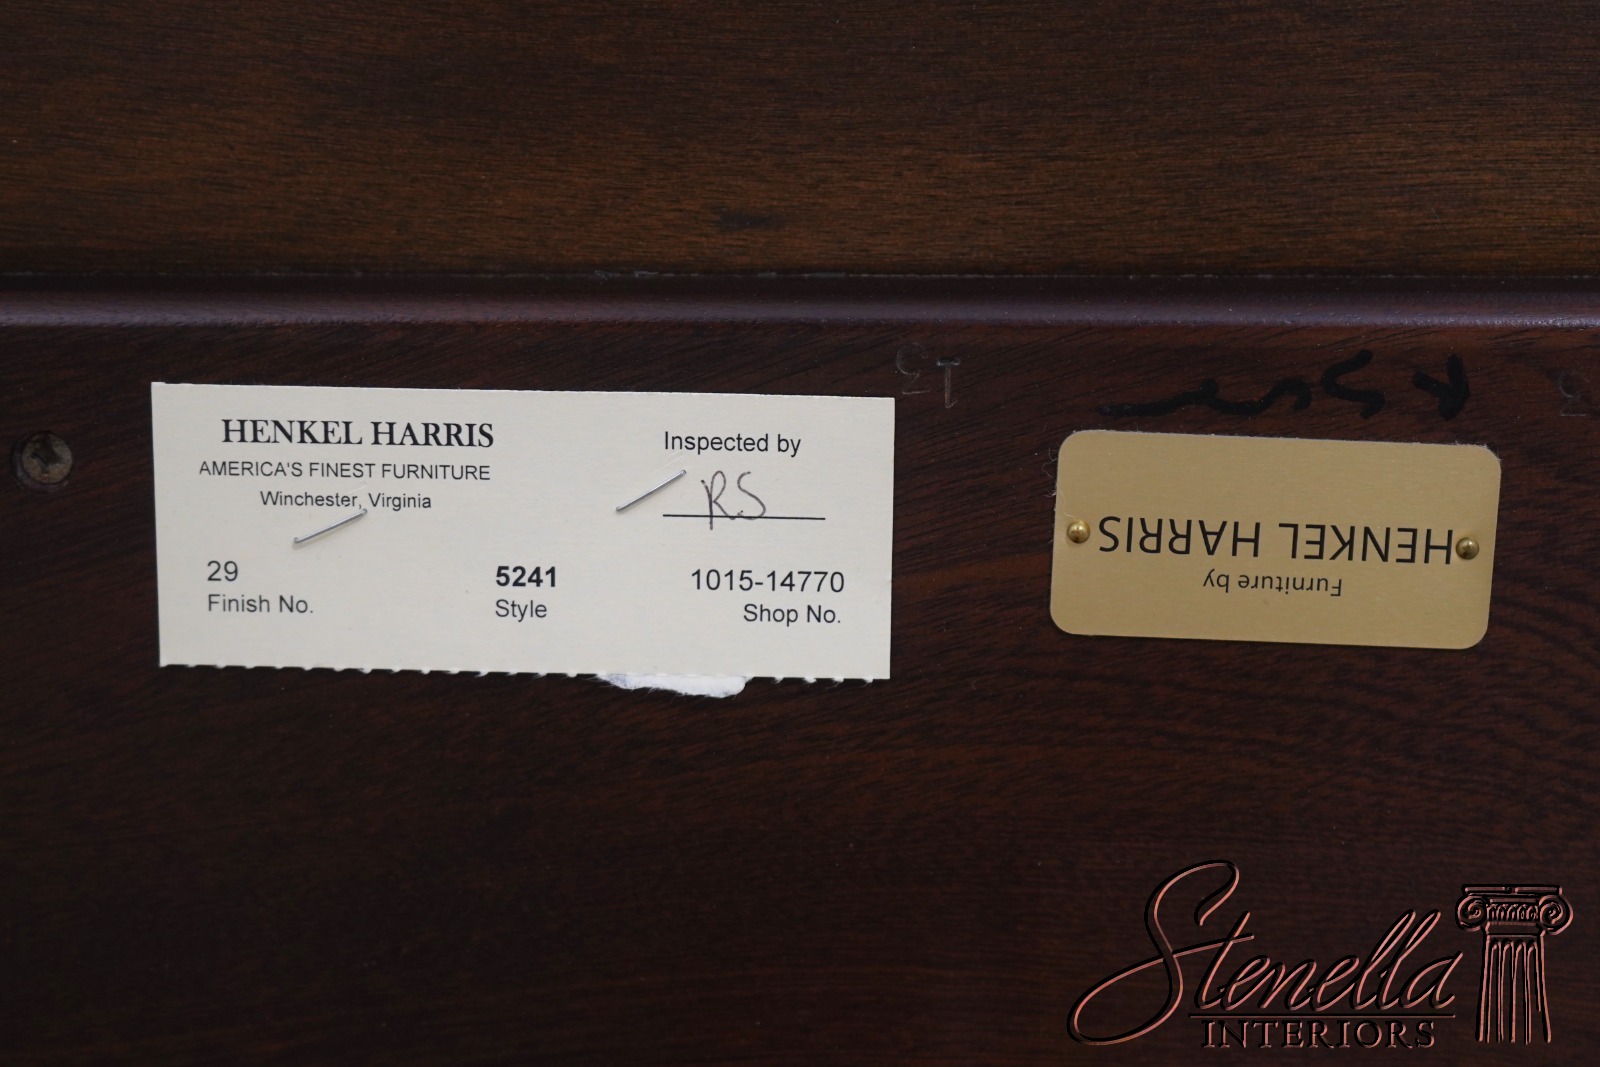 HENKEL HARRIS
AMERICA'S FINEST FURNITURE
Winchester, Virginia
Inspected by
RS
29
Finish No.
5241
Style
1015-14770
Shop No.
13
Furniture by
HENKEL HARRIS
Stenella
INTERIORS